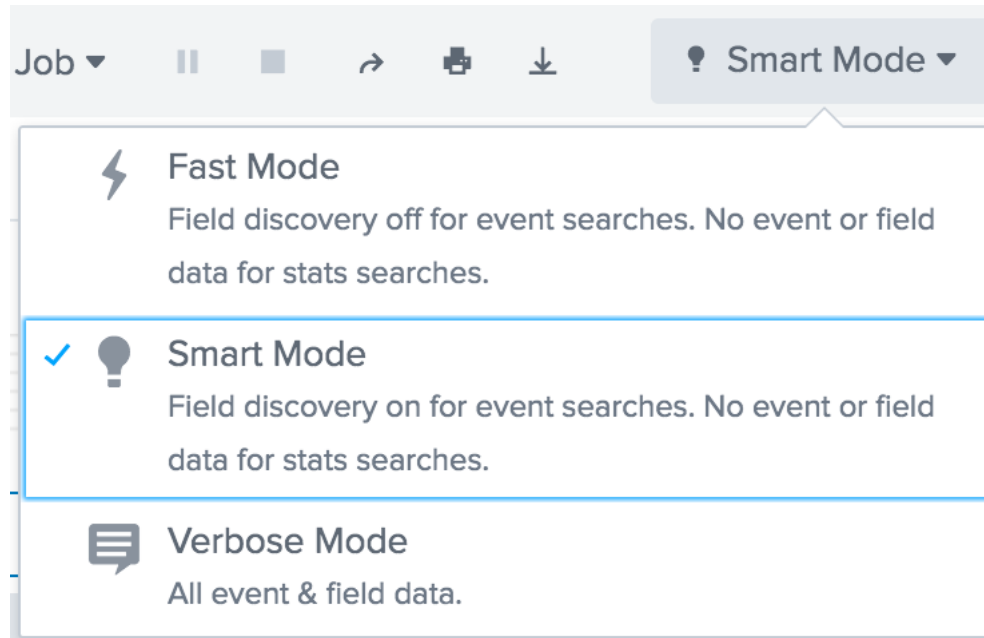 Job
Smart Mode
Fast Mode
Field discovery off for event searches. No event or field
data for stats searches.
Smart Mode
Field discovery on for event searches. No event or field
data for stats searches.
Verbose Mode
All event & field data.